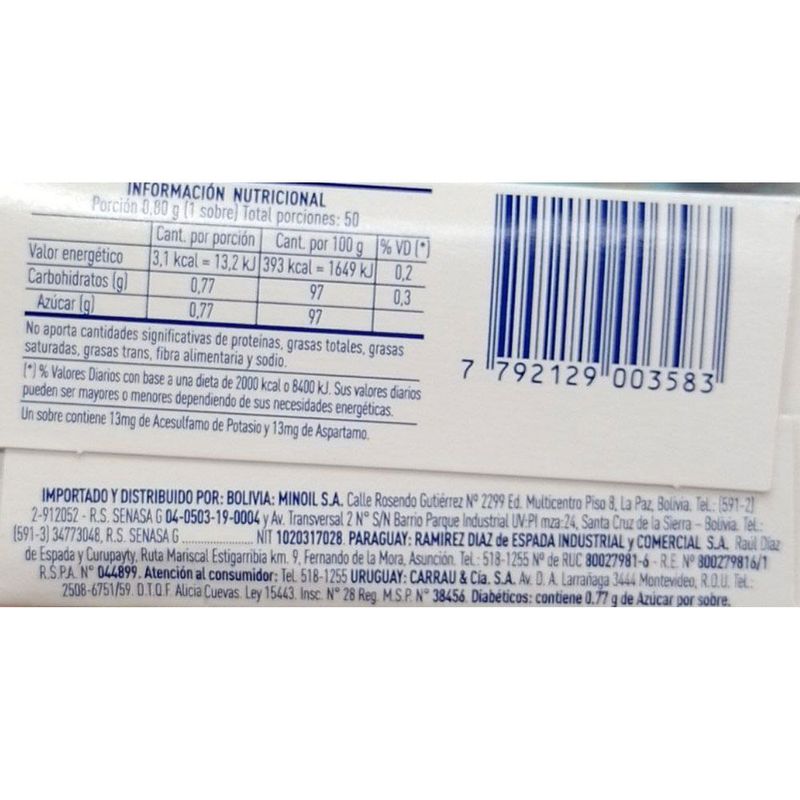 INFORMACIÓN NUTRICIONAL
Porción 0,80 g (1 sobre) Total porciones: 50
Cant. por porción Cant. por 100 g % VD (*)
Valor energético 3,1 kcal = 13,2 kJ 393 kcal = 1649 kJ 0,2
Carbohidratos (g) 0,77 97 0,3
Azúcar (g) 0,77 97
No aporta cantidades significativas de proteínas, grasas totales, grasas
saturadas, grasas trans, fibra alimentaria y sodio.
(*) % Valores Diarios con base a una dieta de 2000 kcal o 8400 kJ. Sus valores diarios
pueden ser mayores o menores dependiendo de sus necesidades energéticas.
Un sobre contiene 13mg de Acesulfamo de Potasio y 13mg de Aspartamo.
7 792129 003583
IMPORTADO Y DISTRIBUIDO POR: BOLIVIA: MINOIL S.A. Calle Rosendo Gutiérrez Nº 2299 Ed. Multicentro Piso 8, La Paz, Bolivia. Tel.: (591-2)
2-912052 - R.S. SENASA G 04-0503-19-0004 y Av. Transversal 2 N° S/N Barrio Parque Industrial UV:PI mza:24, Santa Cruz de la Sierra – Bolivia. Tel.:
(591-3) 34773048, R.S. SENASA G .................... NIT 1020317028. PARAGUAY: RAMIREZ DIAZ de ESPADA INDUSTRIAL y COMERCIAL S.A. Raúl Díaz
de Espada y Curupayty, Ruta Mariscal Estigarribia km. 9, Fernando de la Mora, Asunción. Tel.: 518-1255 Nº de RUC 80027981-6 - R.E. Nº 800279816/1
R.S.P.A. N° 044899. Atención al consumidor: Tel. 518-1255 URUGUAY: CARRAU & Cía. S.A. Av. D. A. Larrañaga 3444 Montevideo, R.O.U. Tel.:
2508-6751/59. D.T.Q.F. Alicia Cuevas. Ley 15443. Insc. N° 28 Reg. M.S.P. N° 38456. Diabéticos: contiene 0.77 g de Azúcar por sobre.